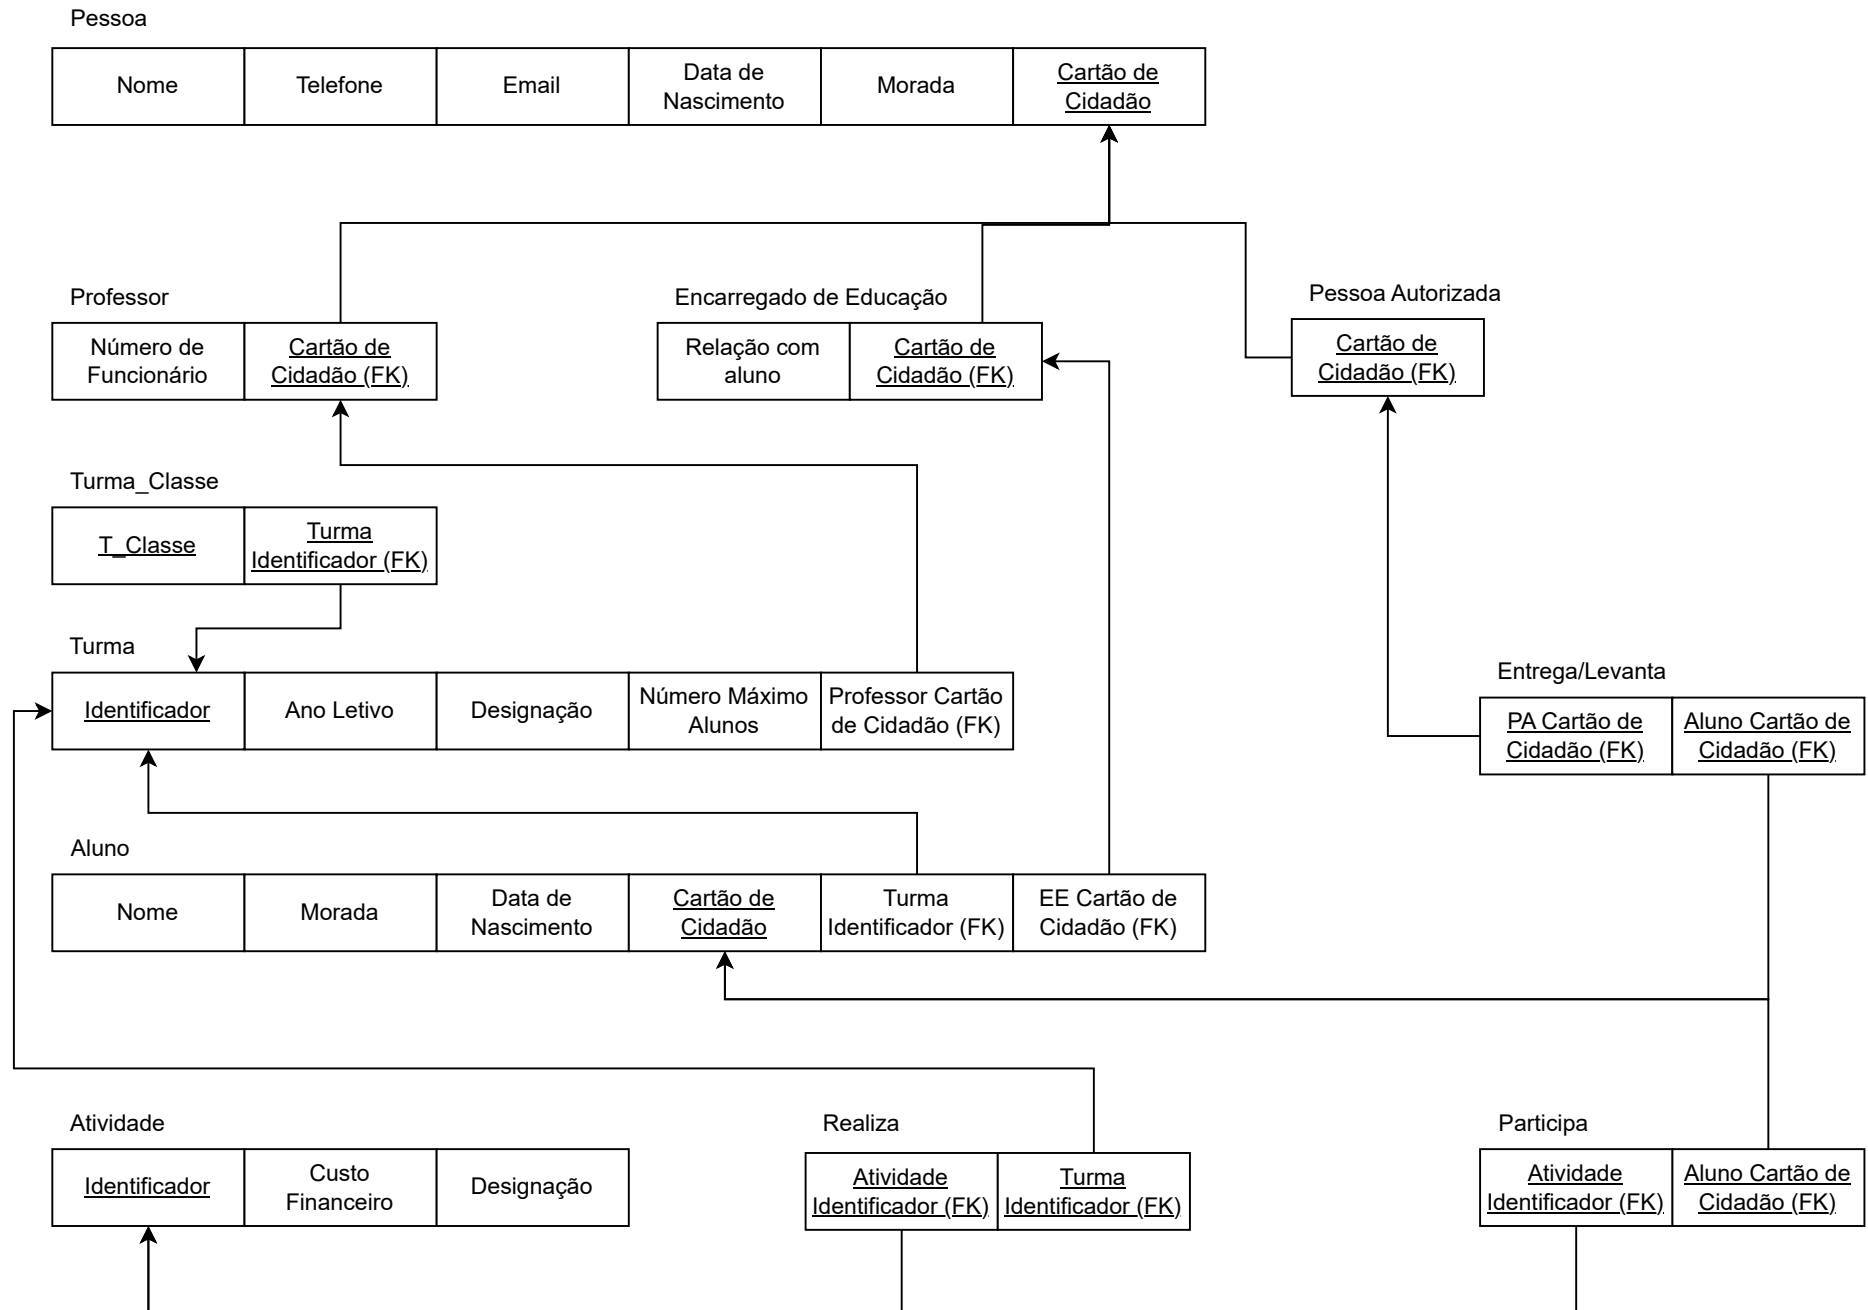 Pessoa
Nome
Telefone
Email
Data de
Nascimento
Morada
Cartão de
Cidadão
Professor
Número de
Funcionário
Cartão de
Cidadão (FK)
Encarregado de Educação
Relação com
aluno
Cartão de
Cidadão (FK)
Pessoa Autorizada
Cartão de
Cidadão (FK)
Turma_Classe
T_Classe
Turma
Identificador (FK)
Turma
Identificador
Ano Letivo
Designação
Número Máximo
Alunos
Professor Cartão
de Cidadão (FK)
Entrega/Levanta
PA Cartão de
Cidadão (FK)
Aluno Cartão de
Cidadão (FK)
Aluno
Nome
Morada
Data de
Nascimento
Cartão de
Cidadão
Turma
Identificador (FK)
EE Cartão de
Cidadão (FK)
Atividade
Identificador
Custo
Financeiro
Designação
Realiza
Atividade
Identificador (FK)
Turma
Identificador (FK)
Participa
Atividade
Identificador (FK)
Aluno Cartão de
Cidadão (FK)